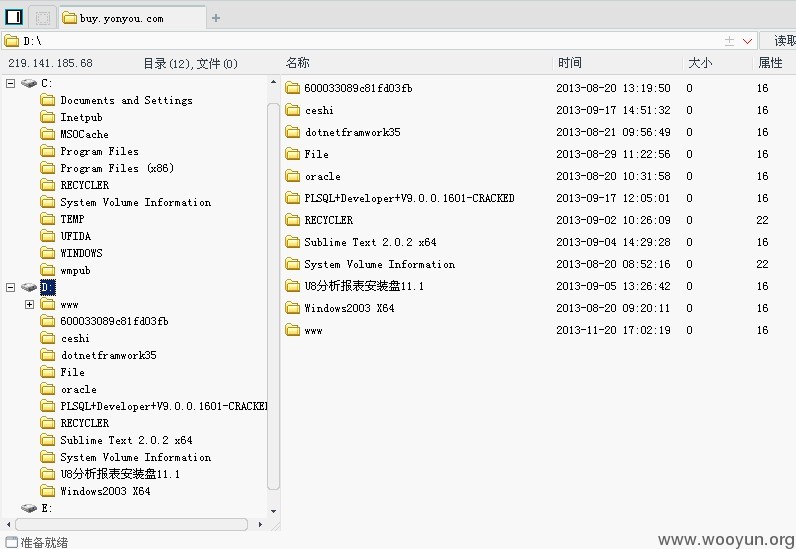 buy.yonyou.com
D:\
读取
219.141.185.68 目录(12),文件(0) 名称 时间 大小 属性
C:
Documents and Settings
Inetpub
MSOCache
Program Files
Program Files (x86)
RECYCLER
System Volume Information
TEMP
UFIDA
WINDOWS
wmpub
D:
www
600033089c81fd03fb
ceshi
dotnetframwork35
File
oracle
PLSQL+Developer+V9.0.0.1601-CRACKE
RECYCLER
Sublime Text 2.0.2 x64
System Volume Information
U8分析报表安装盘11.1
Windows2003 X64
E:
600033089c81fd03fb 2013-08-20 13:19:50 0 16
ceshi 2013-09-17 14:51:32 0 16
dotnetframwork35 2013-08-21 09:56:49 0 16
File 2013-08-29 11:22:56 0 16
oracle 2013-08-20 10:31:58 0 16
PLSQL+Developer+V9.0.0.1601-CRACKED 2013-09-17 12:05:01 0 16
RECYCLER 2013-09-02 10:26:09 0 22
Sublime Text 2.0.2 x64 2013-09-04 14:29:28 0 16
System Volume Information 2013-08-20 08:52:16 0 22
U8分析报表安装盘11.1 2013-09-05 13:26:42 0 16
Windows2003 X64 2013-08-20 09:20:11 0 16
www 2013-11-20 17:02:19 0 16
准备就绪
www.wooyun.org